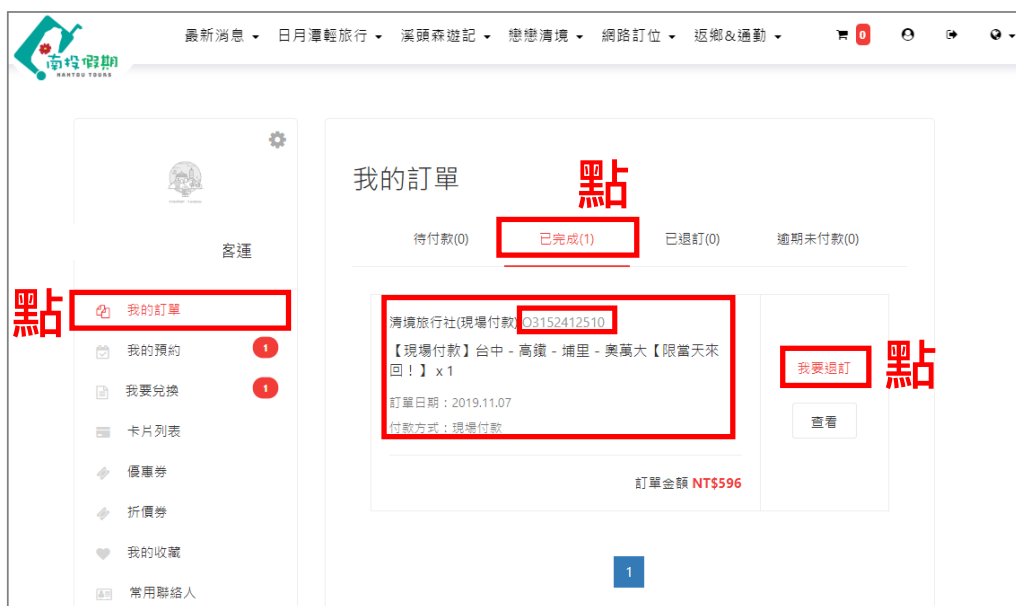 南投假期
NANTOU TOURS
最新消息 日月潭輕旅行 溪頭森遊記 戀戀清境 網路訂位 返鄉&通勤 0
客運
點
我的訂單
我的預約 1
我要兌換 1
卡片列表
優惠券
折價券
我的收藏
常用聯絡人
我的訂單
點
待付款(0) 已完成(1) 已退訂(0) 逾期未付款(0)
清境旅行社(現場付款) O3152412510
【現場付款】台中 - 高鐵 - 埔里 - 奧萬大【限當天來
回！】 x 1
訂單日期：2019.11.07
付款方式：現場付款
訂單金額 NT$596
我要退訂
點
查看
1